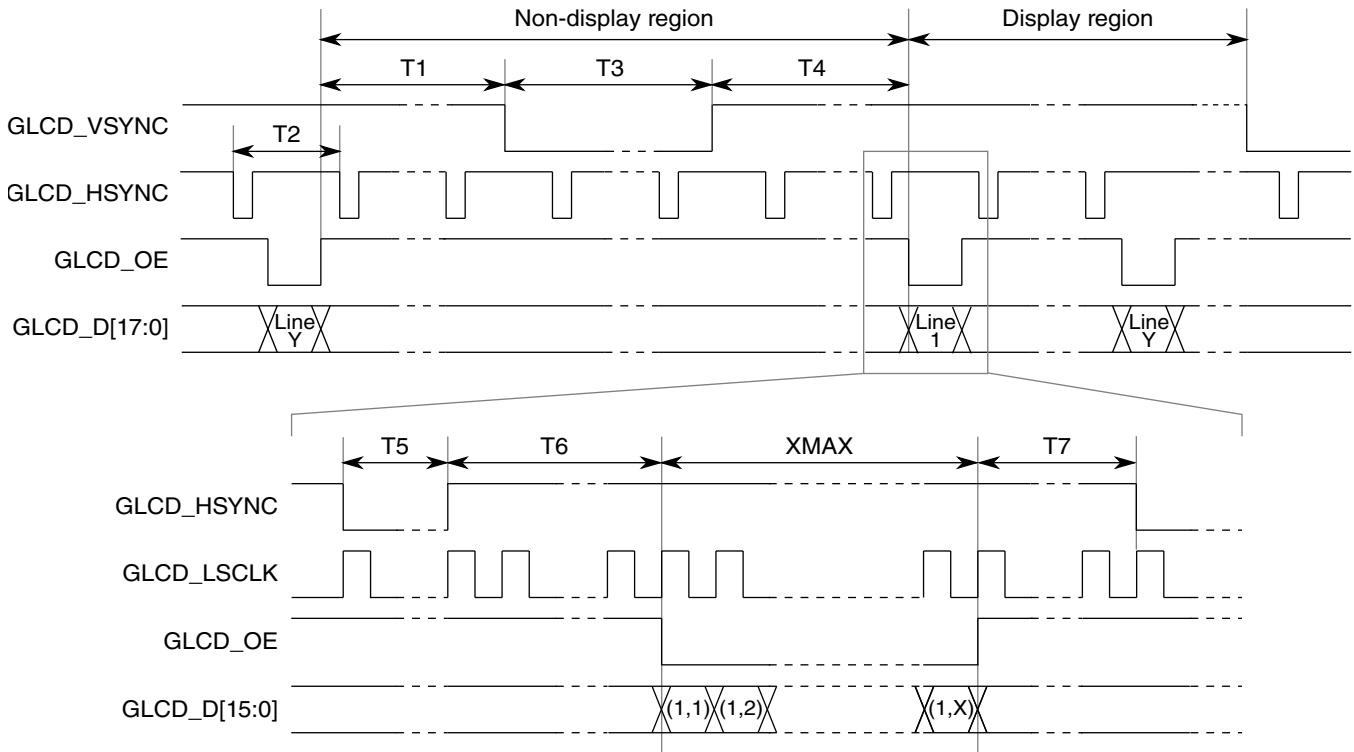 Non-display region
Display region
T1
T3
T4
GLCD_VSYNC
T2
GLCD_HSYNC
GLCD_OE
GLCD_D[17:0]
Line
Y
Line
1
Line
Y
T5
T6
XMAX
T7
GLCD_HSYNC
GLCD_LSCLK
GLCD_OE
GLCD_D[15:0]
(1,1)
(1,2)
(1,X)